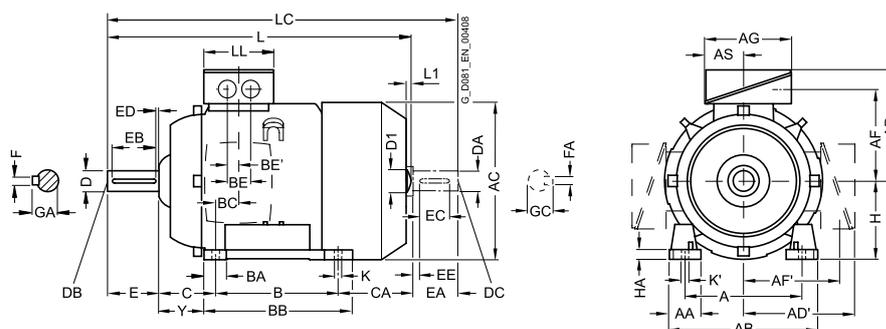 LC
L
LL
L1
G_D081_EN_00408
AG
AS
ED
EB
F
D
GA
BE'
BE
BC
D1
AC
DA
EC
FA
GC
AF
H
HA
DB
E
C
Y
BA
B
BB
K
CA
EE
EA
DC
K'
AA
A
AB
AF'
AD'